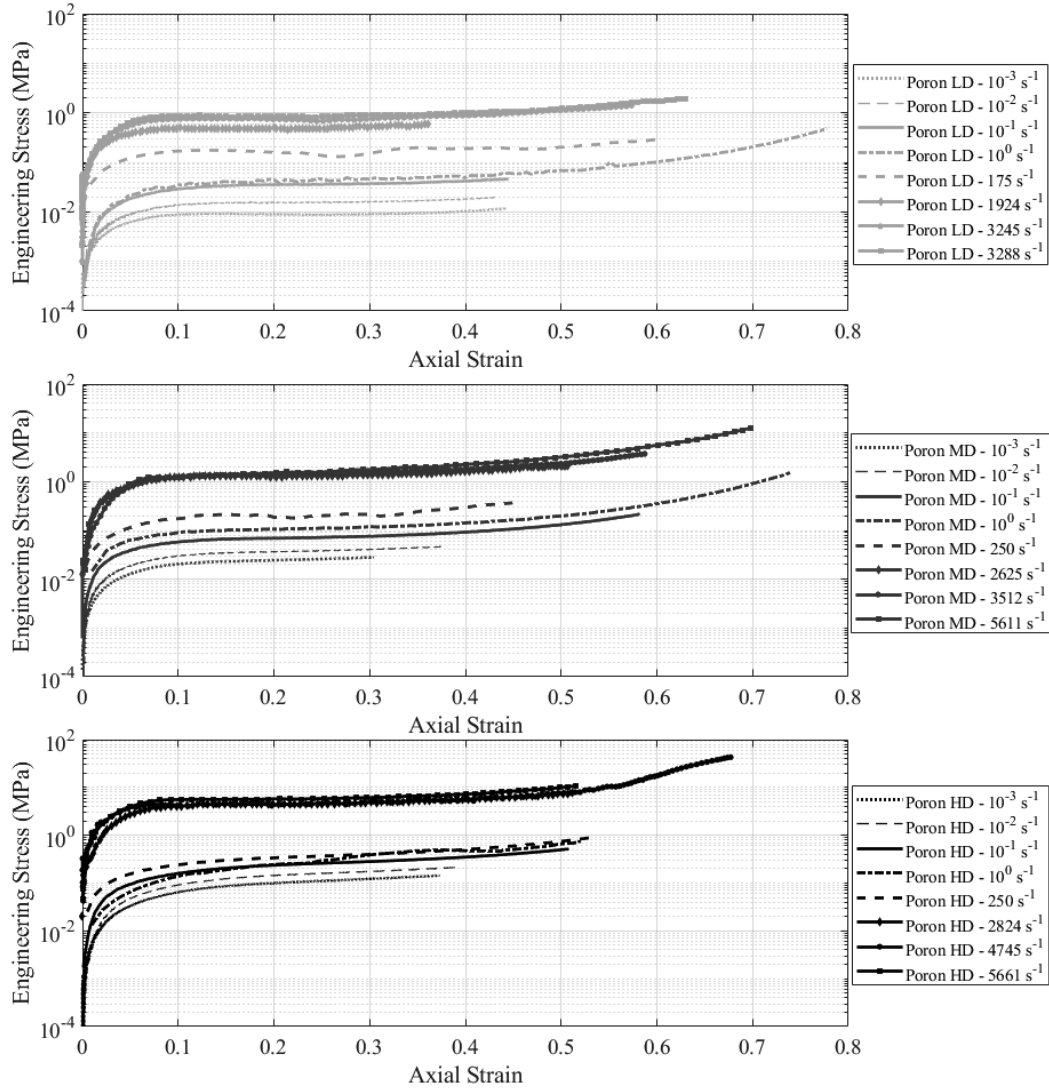 10^2
10^0
10^-2
10^-4
Engineering Stress (MPa)
0 0.1 0.2 0.3 0.4 0.5 0.6 0.7 0.8
Axial Strain
Poron LD - 10^-3 s^-1
Poron LD - 10^-2 s^-1
Poron LD - 10^-1 s^-1
Poron LD - 10^0 s^-1
Poron LD - 175 s^-1
Poron LD - 1924 s^-1
Poron LD - 3245 s^-1
Poron LD - 3288 s^-1
10^2
10^0
10^-2
10^-4
Engineering Stress (MPa)
0 0.1 0.2 0.3 0.4 0.5 0.6 0.7 0.8
Axial Strain
Poron MD - 10^-3 s^-1
Poron MD - 10^-2 s^-1
Poron MD - 10^-1 s^-1
Poron MD - 10^0 s^-1
Poron MD - 250 s^-1
Poron MD - 2625 s^-1
Poron MD - 3512 s^-1
Poron MD - 5611 s^-1
10^2
10^0
10^-2
10^-4
Engineering Stress (MPa)
0 0.1 0.2 0.3 0.4 0.5 0.6 0.7 0.8
Axial Strain
Poron HD - 10^-3 s^-1
Poron HD - 10^-2 s^-1
Poron HD - 10^-1 s^-1
Poron HD - 10^0 s^-1
Poron HD - 250 s^-1
Poron HD - 2824 s^-1
Poron HD - 4745 s^-1
Poron HD - 5661 s^-1